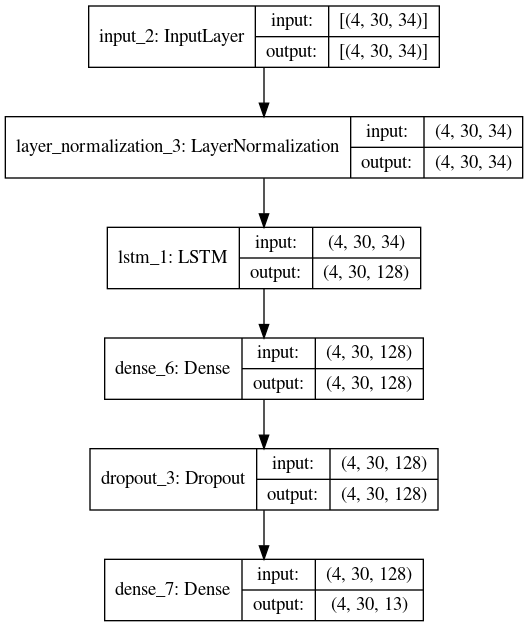 input_2: InputLayer
input: [(4, 30, 34)]
output: [(4, 30, 34)]
layer_normalization_3: LayerNormalization
input: (4, 30, 34)
output: (4, 30, 34)
lstm_1: LSTM
input: (4, 30, 34)
output: (4, 30, 128)
dense_6: Dense
input: (4, 30, 128)
output: (4, 30, 128)
dropout_3: Dropout
input: (4, 30, 128)
output: (4, 30, 128)
dense_7: Dense
input: (4, 30, 128)
output: (4, 30, 13)